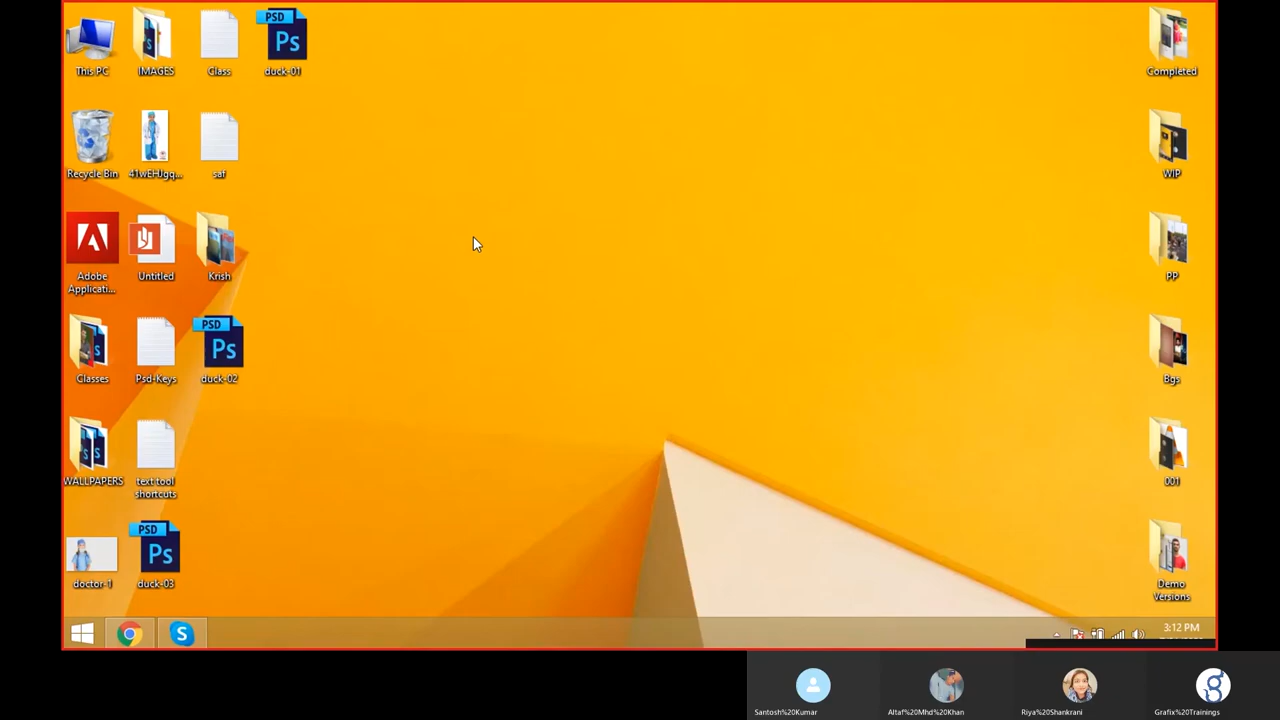 This PC
IMAGES
Class
PSD
Ps
duck-01
Completed
Recycle Bin
41wEHJgq...
saf
WIP
Adobe
Applicati...
Untitled
Krish
PP
PSD
Ps
Classes
Psd-Keys
duck-02
Bgs
WALLPAPERS
text tool
shortcuts
001
PSD
Ps
doctor-1
duck-03
Demo
Versions
3:12 PM
Santosh%20Kumar
Altaf%20Mhd%20Khan
Riya%20Shankrani
Grafix%20Trainings